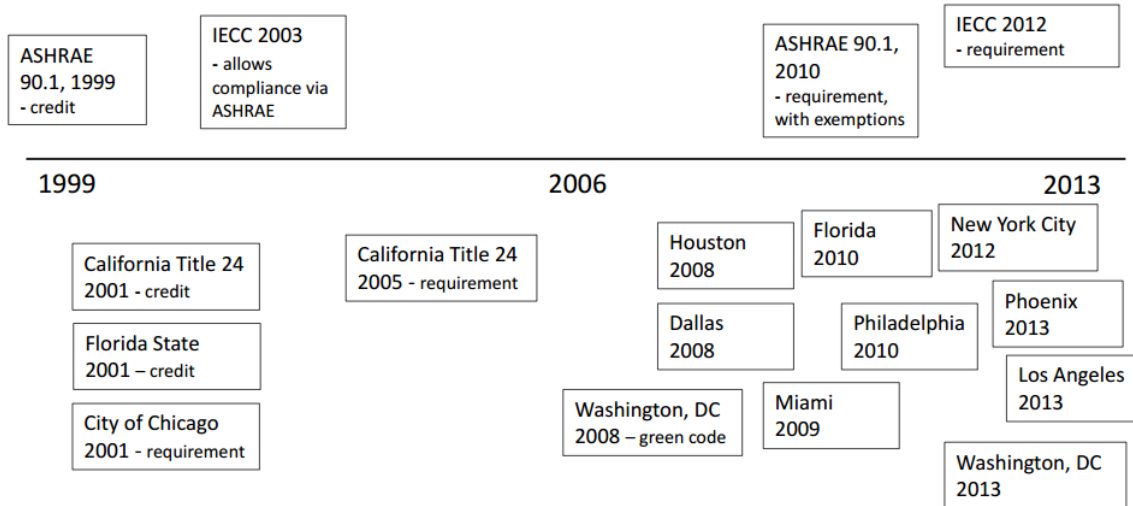 ASHRAE
90.1, 1999
- credit
IECC 2003
- allows
compliance via
ASHRAE
ASHRAE 90.1,
2010
- requirement,
with exemptions
IECC 2012
- requirement
1999
2006
2013
California Title 24
2001 - credit
Florida State
2001 – credit
City of Chicago
2001 - requirement
California Title 24
2005 - requirement
Houston
2008
Dallas
2008
Washington, DC
2008 – green code
Florida
2010
Philadelphia
2010
Miami
2009
New York City
2012
Phoenix
2013
Los Angeles
2013
Washington, DC
2013